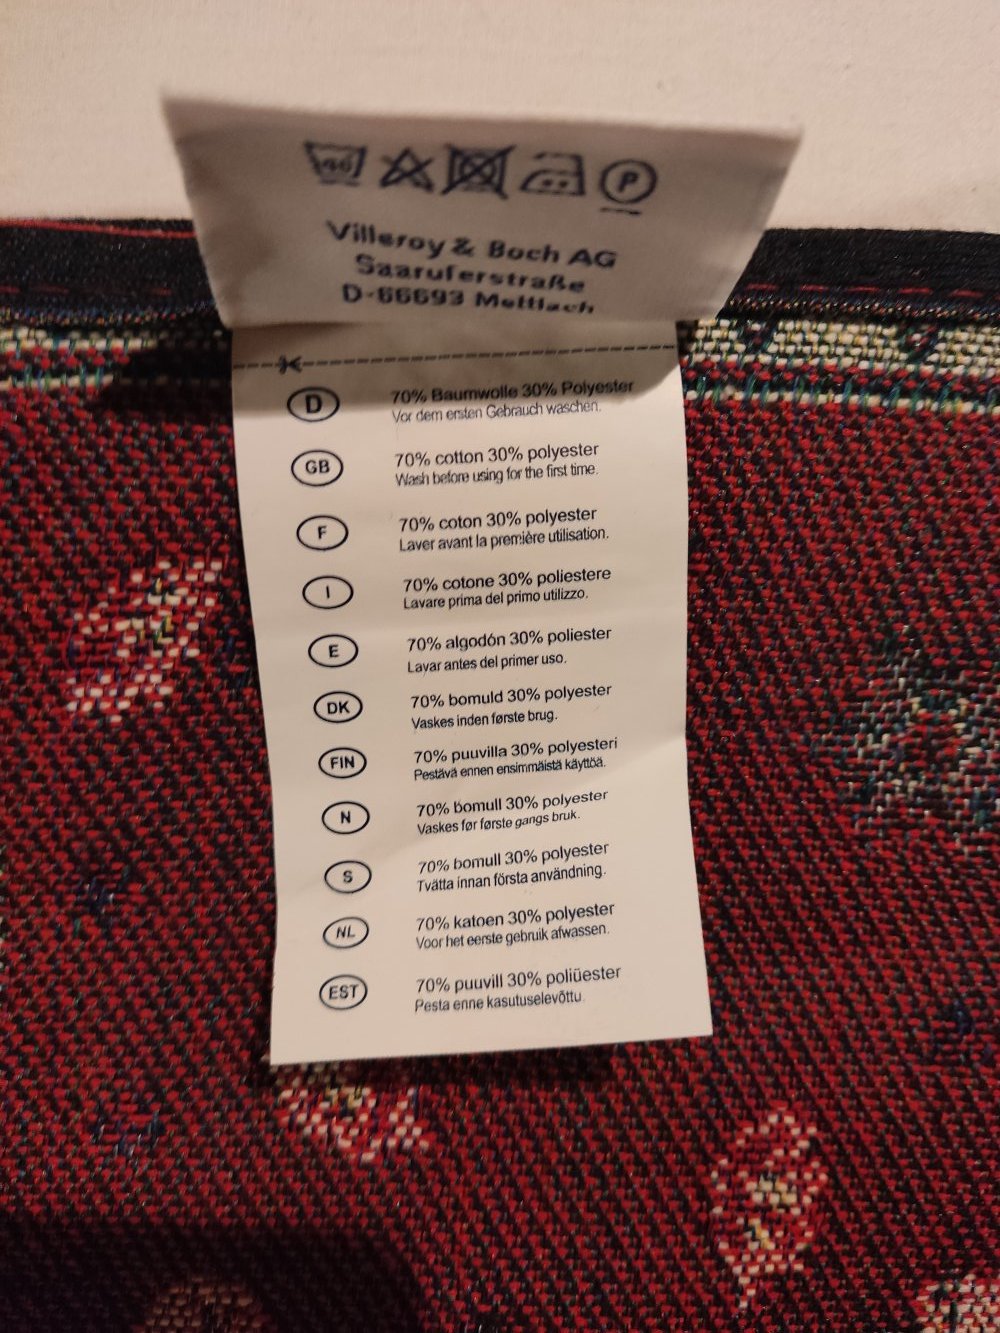 40
P
Villeroy & Boch AG
Saaruferstraße
D-66693 Mettlach
D
70% Baumwolle 30% Polyester
Vor dem ersten Gebrauch waschen.
GB
70% cotton 30% polyester
Wash before using for the first time.
F
70% coton 30% polyester
Laver avant la première utilisation.
I
70% cotone 30% poliestere
Lavare prima del primo utilizzo.
E
70% algodón 30% poliester
Lavar antes del primer uso.
DK
70% bomuld 30% polyester
Vaskes inden første brug.
FIN
70% puuvilla 30% polyesteri
Pestävä ennen ensimmäistä käyttöä.
N
70% bomull 30% polyester
Vaskes før første gangs bruk.
S
70% bomull 30% polyester
Tvätta innan första användning.
NL
70% katoen 30% polyester
Voor het eerste gebruik afwassen.
EST
70% puuvill 30% poliüester
Pesta enne kasutuselevõttu.